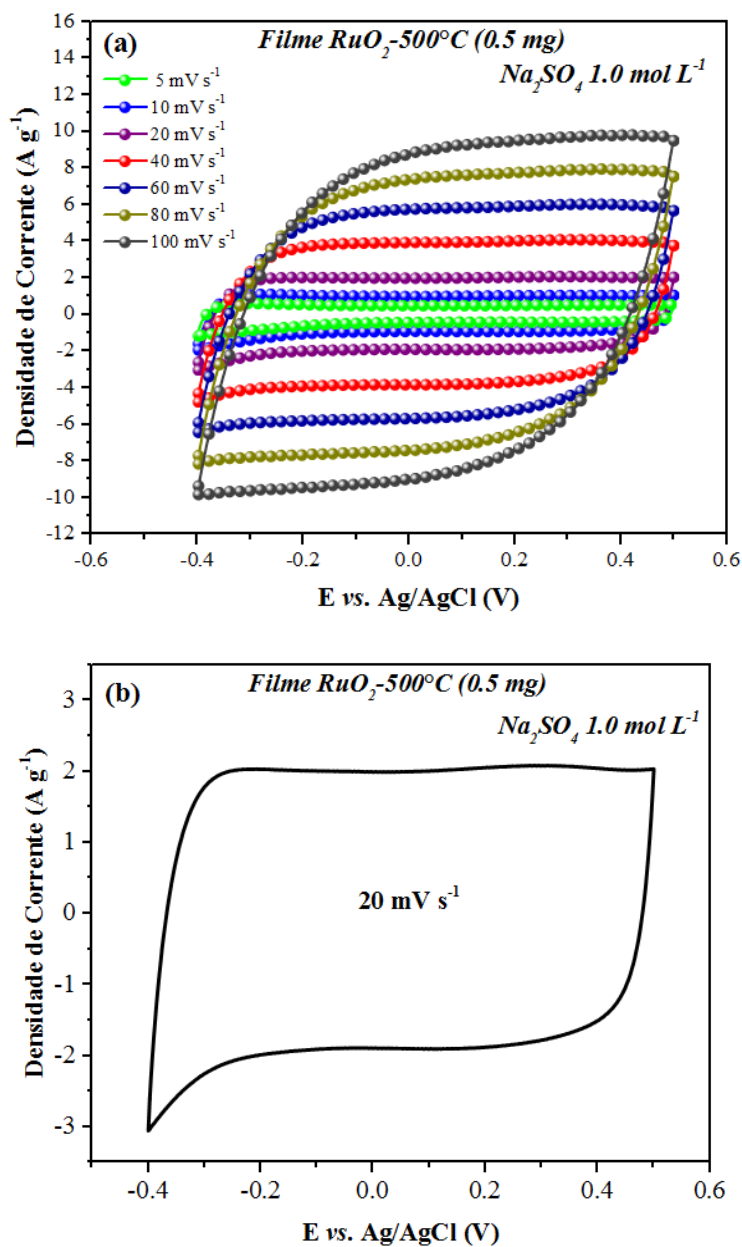 (a)
Filme RuO2-500°C (0.5 mg)
Na2SO4 1.0 mol L-1
5 mV s-1
10 mV s-1
20 mV s-1
40 mV s-1
60 mV s-1
80 mV s-1
100 mV s-1
Densidade de Corrente (A g-1)
16
14
12
10
8
6
4
2
0
-2
-4
-6
-8
-10
-12
-0.6
-0.4
-0.2
0.0
0.2
0.4
0.6
E vs. Ag/AgCl (V)
(b)
Filme RuO2-500°C (0.5 mg)
Na2SO4 1.0 mol L-1
20 mV s-1
Densidade de Corrente (A g-1)
3
2
1
0
-1
-2
-3
-0.4
-0.2
0.0
0.2
0.4
0.6
E vs. Ag/AgCl (V)